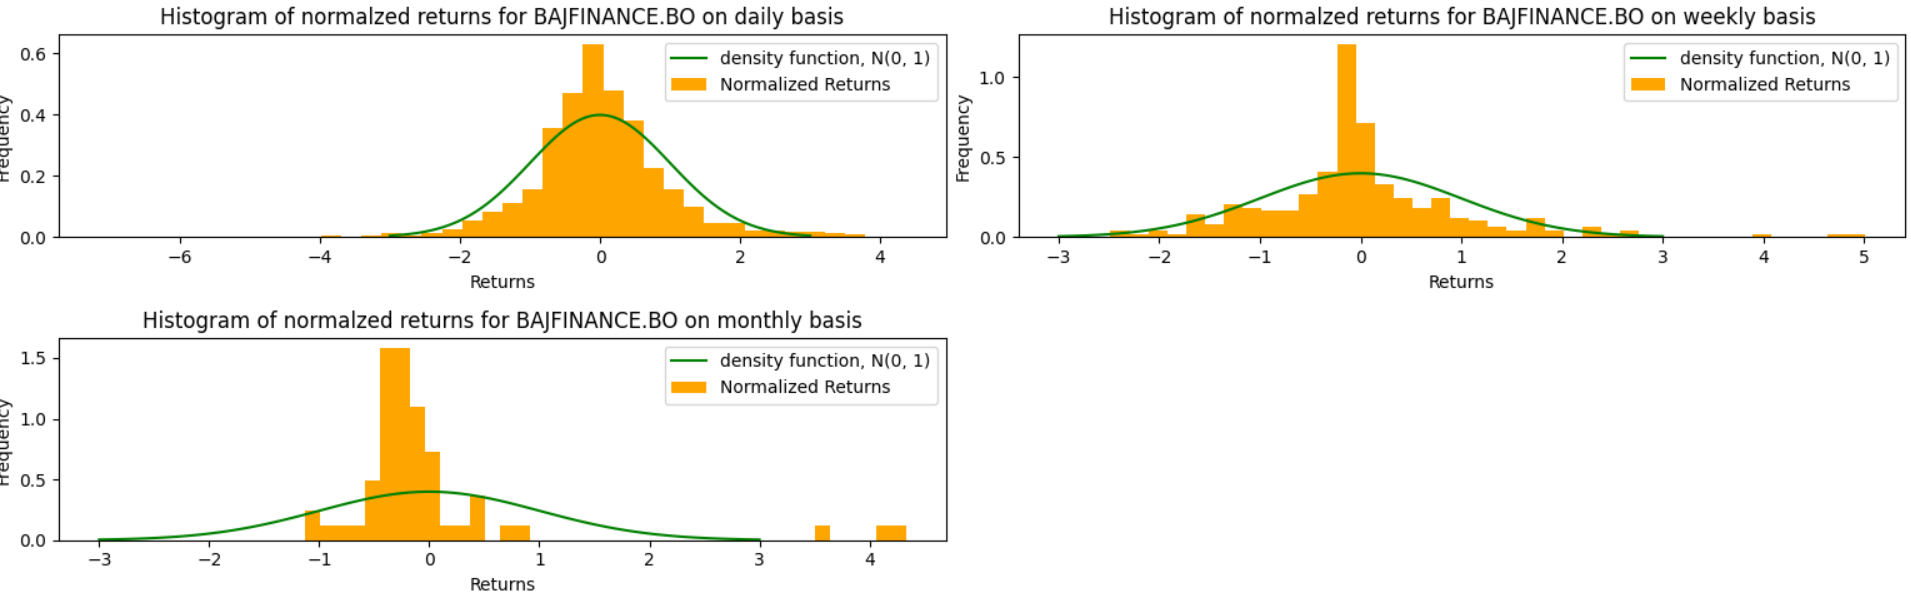 Histogram of normalzed returns for BAJFINANCE.BO on daily basis
Frequency
0.6
0.4
0.2
0.0
density function, N(0, 1)
Normalized Returns
−6 −4 −2 0 2 4
Returns
Histogram of normalzed returns for BAJFINANCE.BO on weekly basis
Frequency
1.0
0.5
0.0
density function, N(0, 1)
Normalized Returns
−3 −2 −1 0 1 2 3 4 5
Returns
Histogram of normalzed returns for BAJFINANCE.BO on monthly basis
Frequency
1.5
1.0
0.5
0.0
density function, N(0, 1)
Normalized Returns
−3 −2 −1 0 1 2 3 4
Returns